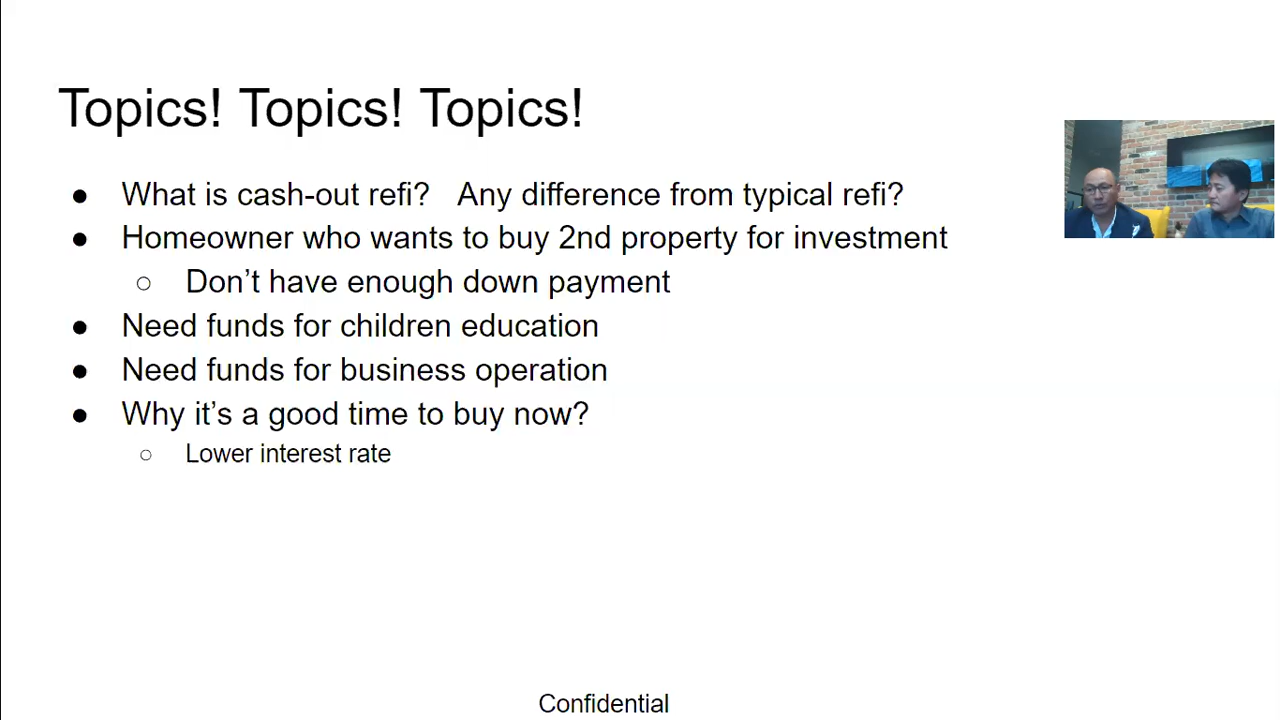 Topics! Topics! Topics!
● What is cash-out refi? Any difference from typical refi?
● Homeowner who wants to buy 2nd property for investment
○ Don’t have enough down payment
● Need funds for children education
● Need funds for business operation
● Why it’s a good time to buy now?
○ Lower interest rate
Confidential